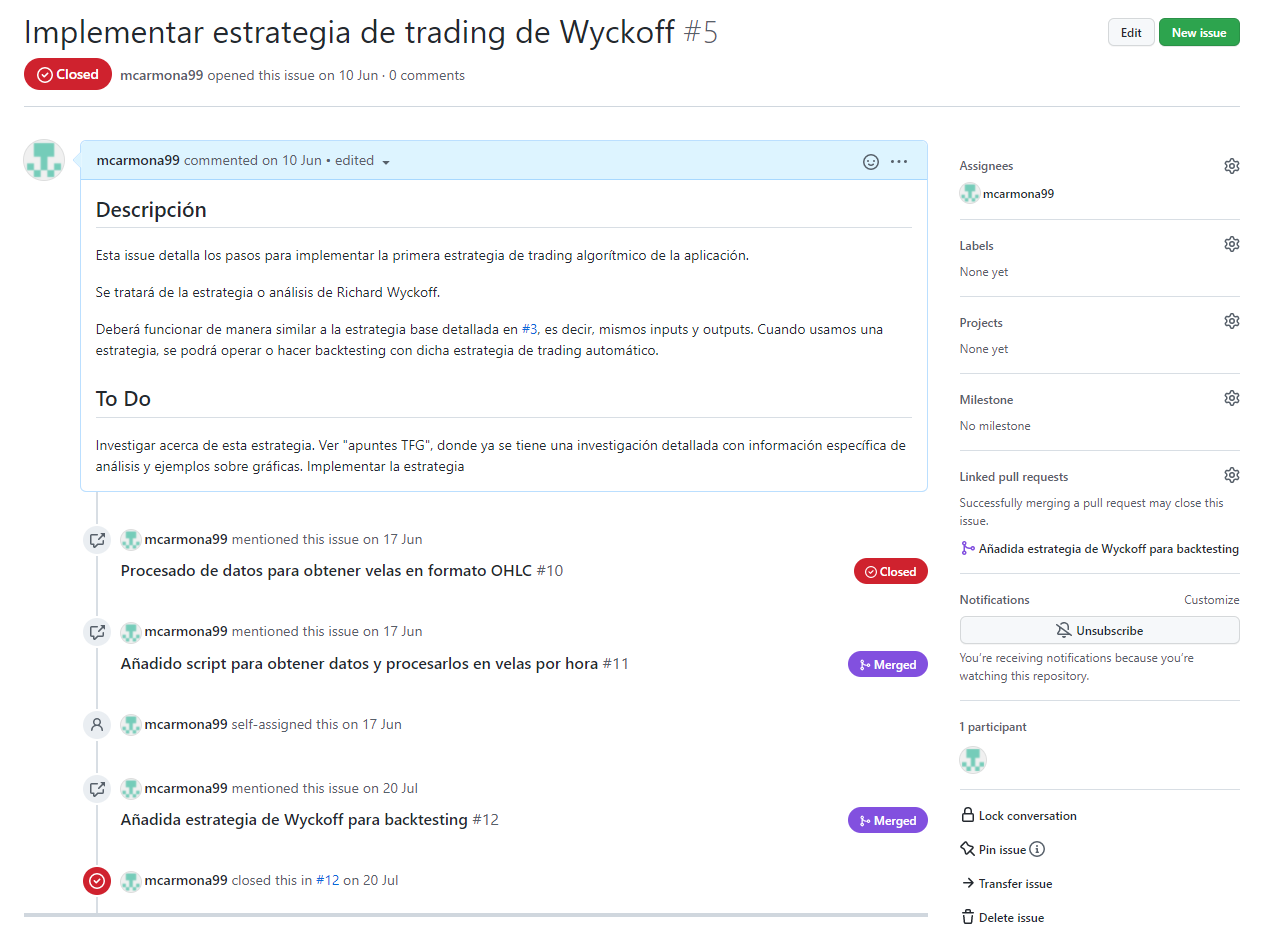 Implementar estrategia de trading de Wyckoff #5
Edit
New issue
Closed
mcarmona99 opened this issue on 10 Jun · 0 comments
mcarmona99 commented on 10 Jun • edited
Descripción
Esta issue detalla los pasos para implementar la primera estrategia de trading algorítmico de la aplicación.
Se tratará de la estrategia o análisis de Richard Wyckoff.
Deberá funcionar de manera similar a la estrategia base detallada en #3, es decir, mismos inputs y outputs. Cuando usamos una
estrategia, se podrá operar o hacer backtesting con dicha estrategia de trading automático.
To Do
Investigar acerca de esta estrategia. Ver "apuntes TFG", donde ya se tiene una investigación detallada con información específica de
análisis y ejemplos sobre gráficas. Implementar la estrategia
mcarmona99 mentioned this issue on 17 Jun
Procesado de datos para obtener velas en formato OHLC #10
Closed
mcarmona99 mentioned this issue on 17 Jun
Añadido script para obtener datos y procesarlos en velas por hora #11
Merged
mcarmona99 self-assigned this on 17 Jun
mcarmona99 mentioned this issue on 20 Jul
Añadida estrategia de Wyckoff para backtesting #12
Merged
mcarmona99 closed this in #12 on 20 Jul
Assignees
mcarmona99
Labels
None yet
Projects
None yet
Milestone
No milestone
Linked pull requests
Successfully merging a pull request may close this
issue.
Añadida estrategia de Wyckoff para backtesting
Notifications
Customize
Unsubscribe
You're receiving notifications because you're
watching this repository.
1 participant
Lock conversation
Pin issue
Transfer issue
Delete issue